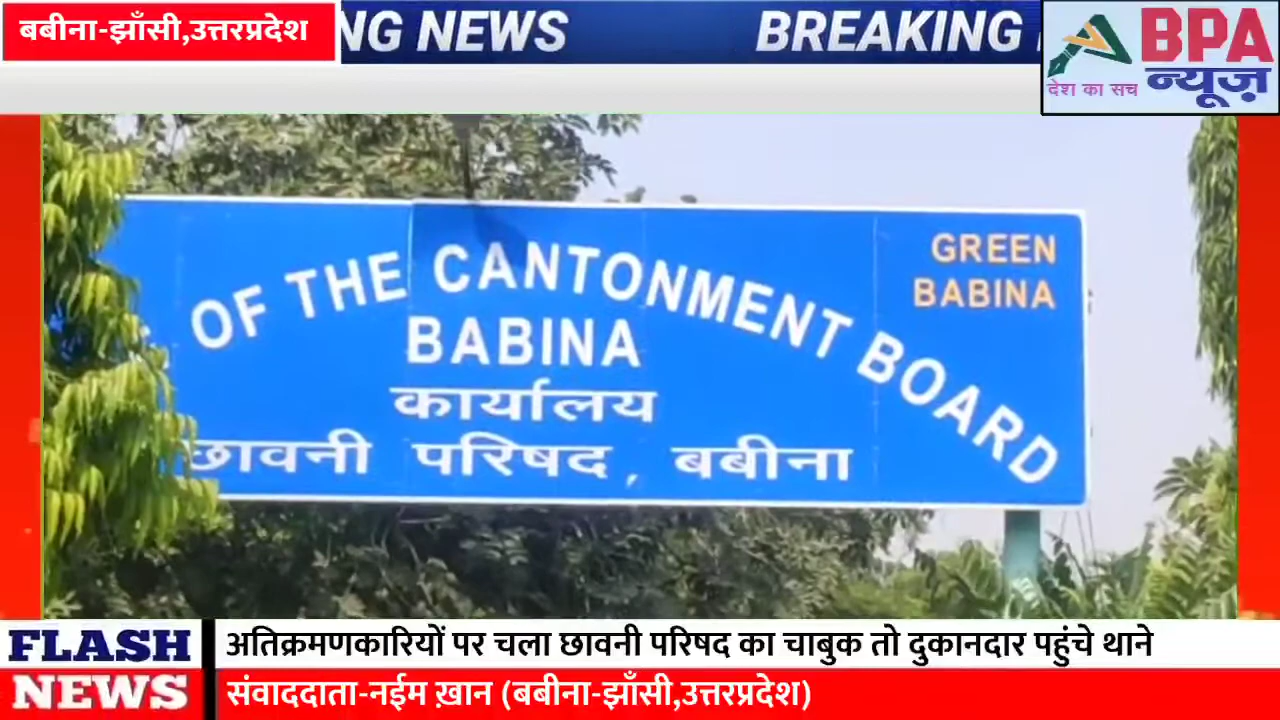 बबीना-झाँसी,उत्तरप्रदेश
NG NEWS BREAKING
BPA
देश का सच न्यूज़
GREEN
BABINA
OF THE CANTONMENT BOARD
BABINA
कार्यालय
छावनी परिषद, बबीना
FLASH
NEWS
अतिक्रमणकारियों पर चला छावनी परिषद का चाबुक तो दुकानदार पहुंचे थाने
संवाददाता-नईम ख़ान (बबीना-झाँसी,उत्तरप्रदेश)